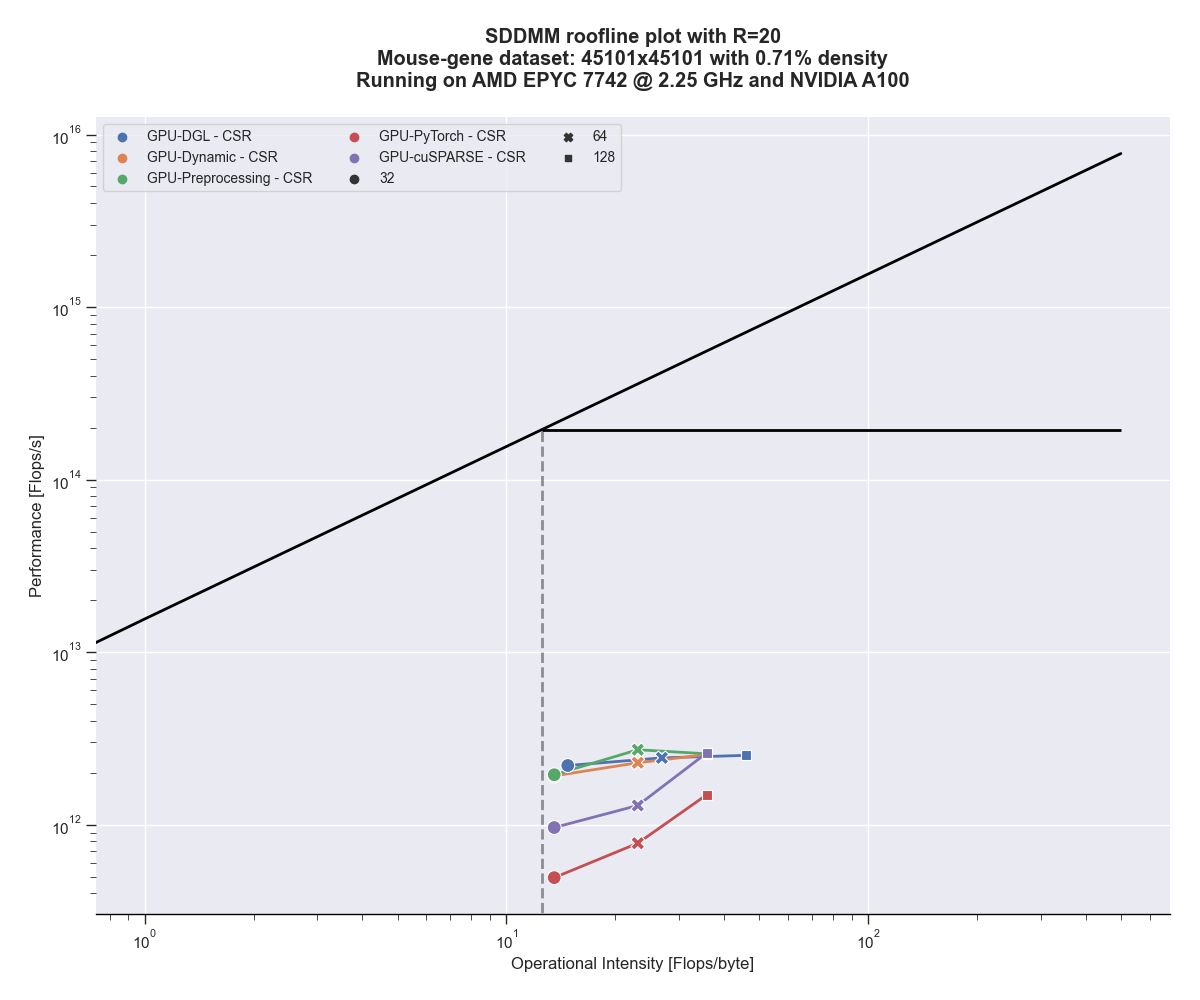 SDDMM roofline plot with R=20
Mouse-gene dataset: 45101x45101 with 0.71% density
Running on AMD EPYC 7742 @ 2.25 GHz and NVIDIA A100
GPU-DGL - CSR
GPU-Dynamic - CSR
GPU-Preprocessing - CSR
GPU-PyTorch - CSR
GPU-cuSPARSE - CSR
32
64
128
Performance [Flops/s]
10^16
10^15
10^14
10^13
10^12
10^0
10^1
10^2
Operational Intensity [Flops/byte]